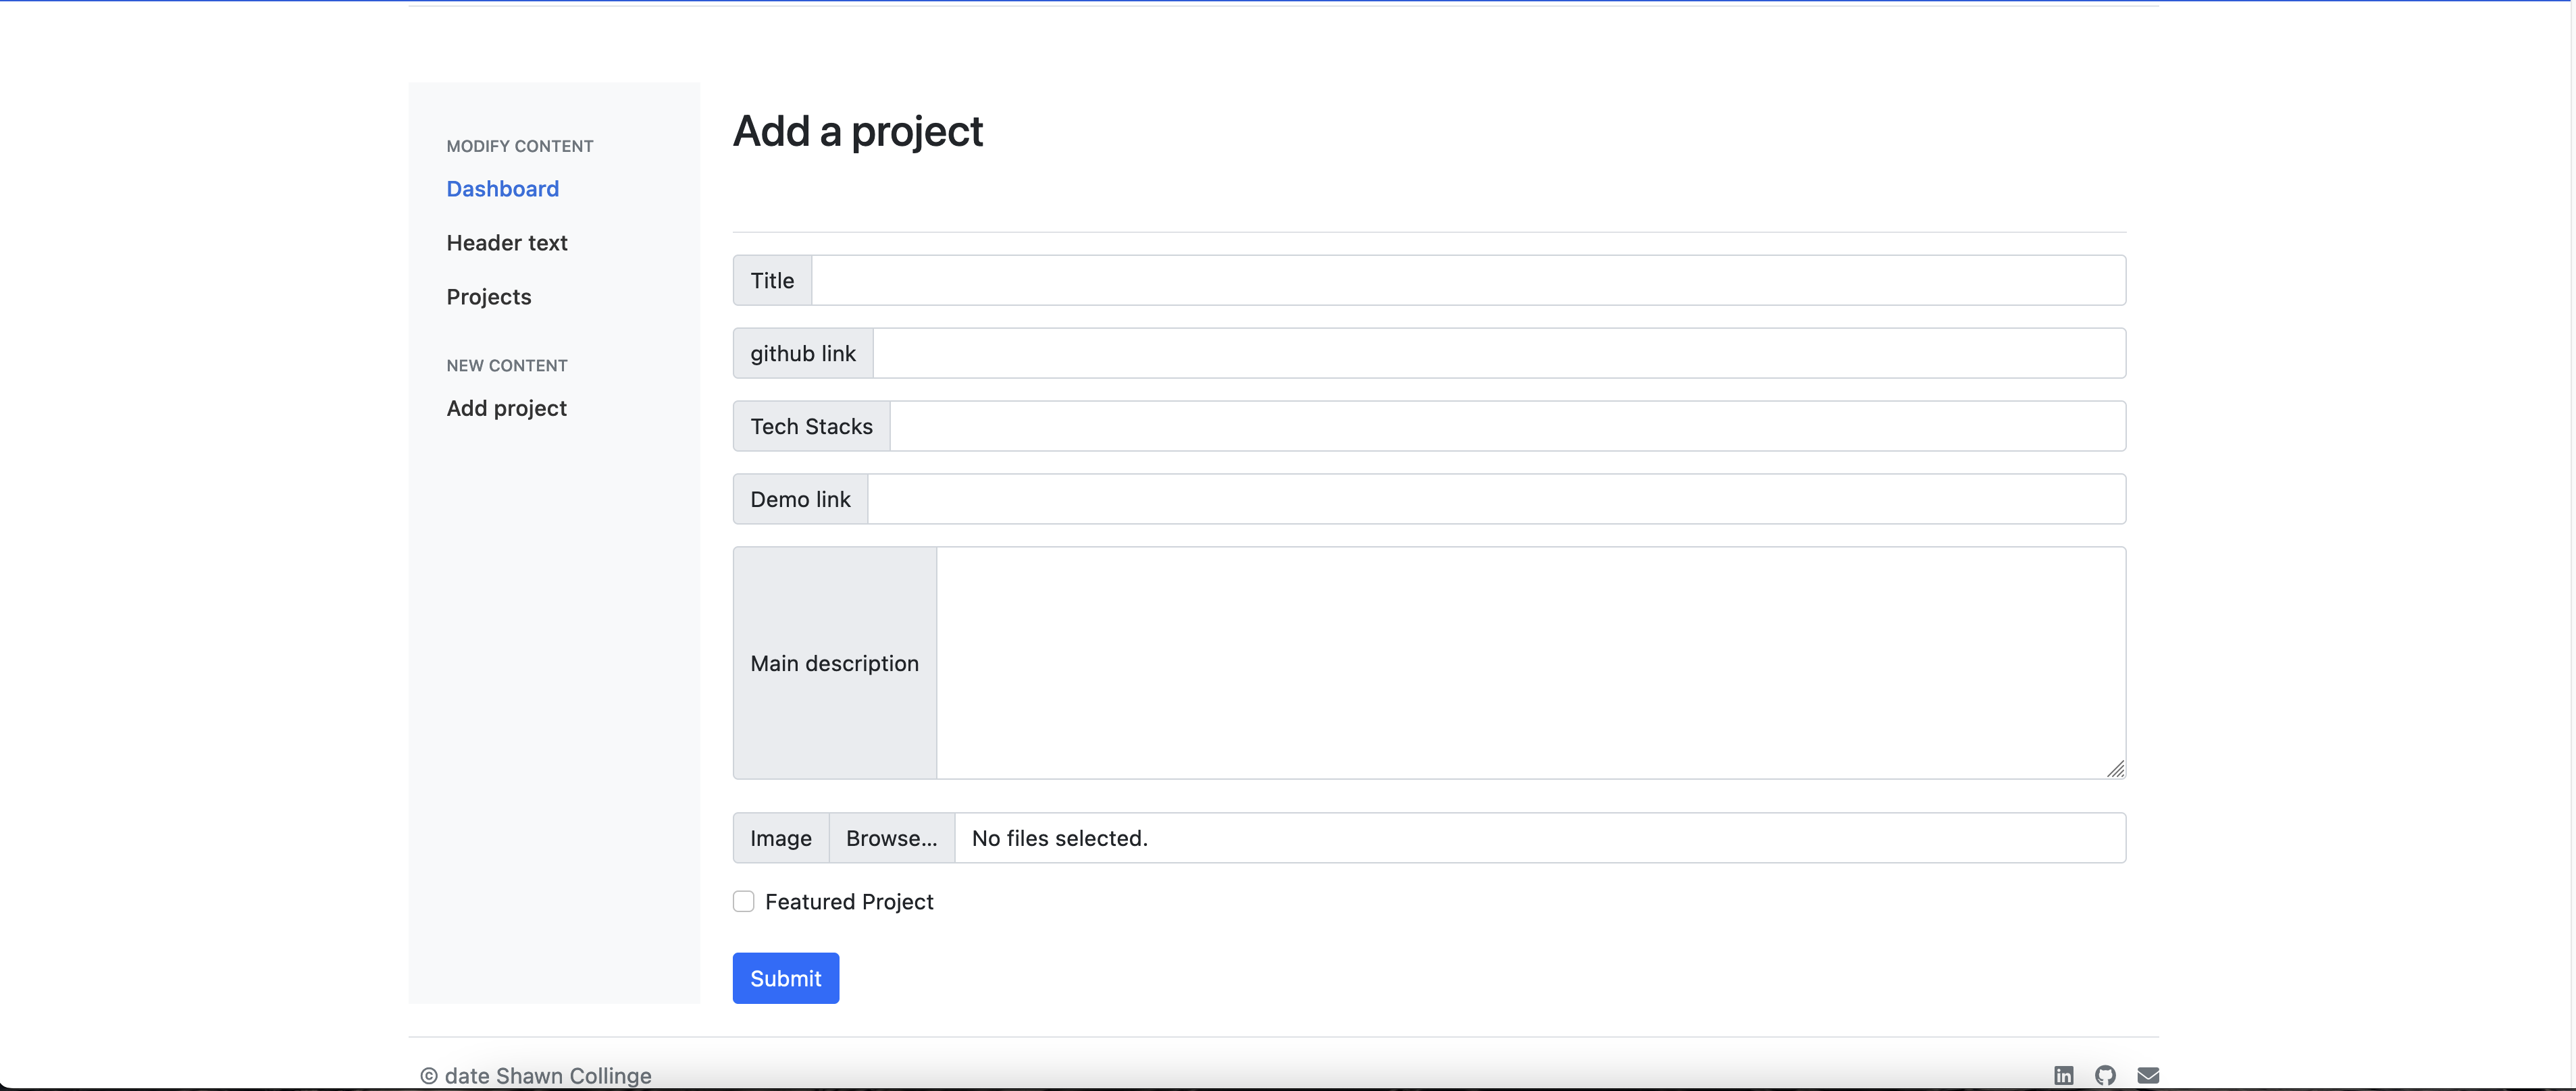 MODIFY CONTENT
Dashboard
Header text
Projects
NEW CONTENT
Add project
Add a project
Title
github link
Tech Stacks
Demo link
Main description
Image Browse... No files selected.
Featured Project
Submit
© date Shawn Collinge
in